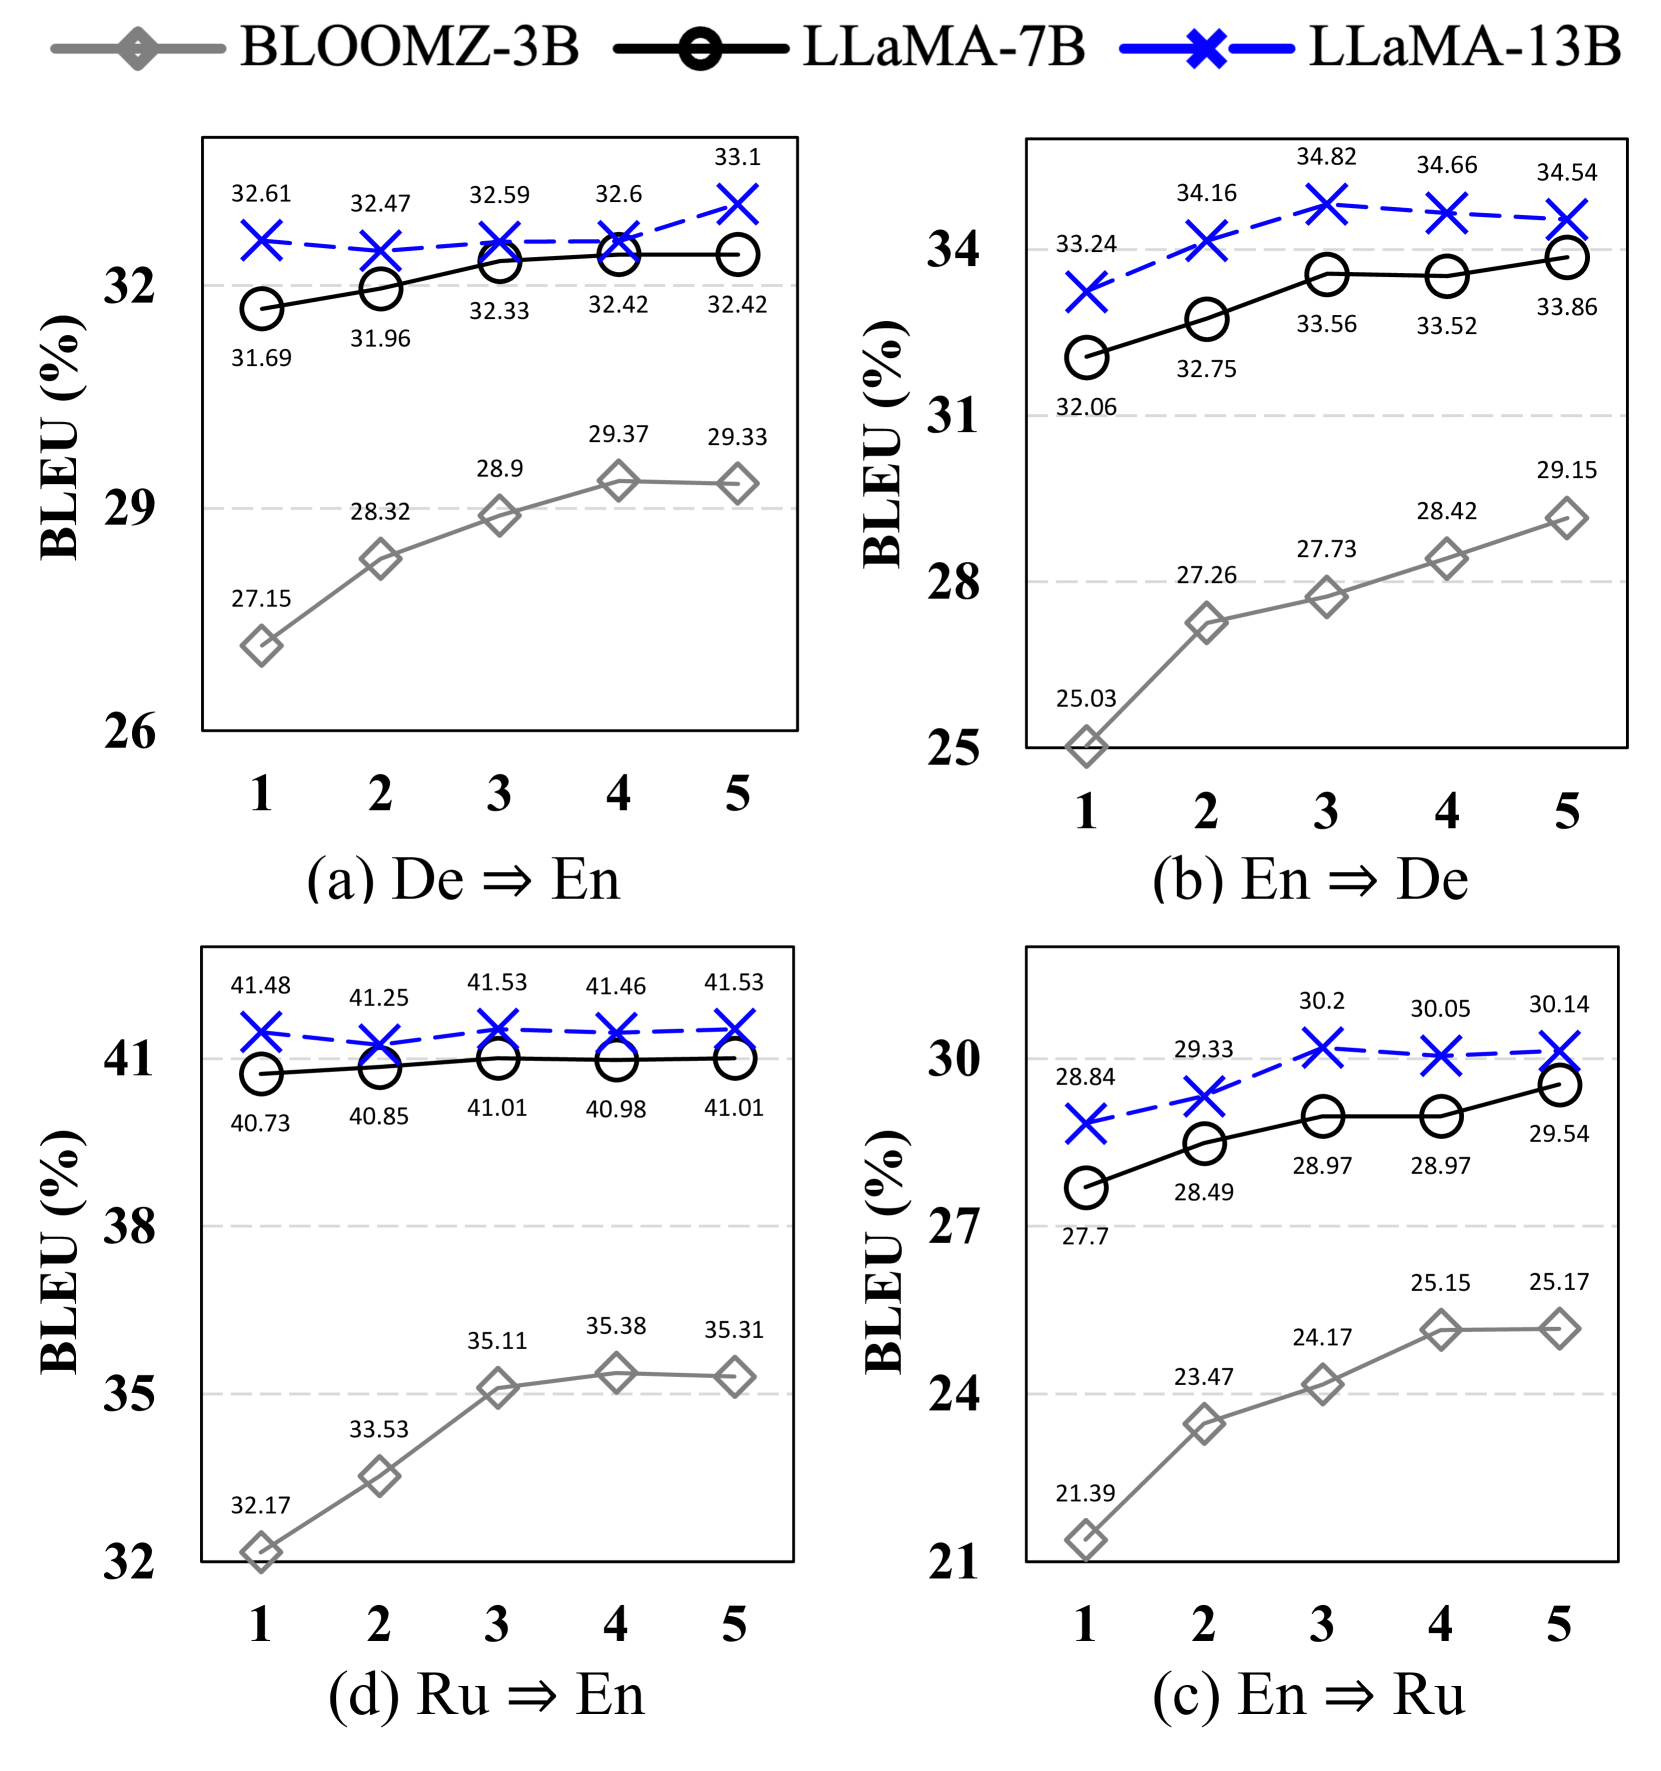 BLOOMZ-3B LLaMA-7B LLaMA-13B
BLEU (%)
32
29
26
32.61 32.47 32.59 32.6 33.1
31.69 31.96 32.33 32.42 32.42
27.15 28.32 28.9 29.37 29.33
1 2 3 4 5
(a) De ⇒ En
BLEU (%)
34
31
28
25
33.24 34.16 34.82 34.66 34.54
32.06 32.75 33.56 33.52 33.86
25.03 27.26 27.73 28.42 29.15
1 2 3 4 5
(b) En ⇒ De
BLEU (%)
41
38
35
32
41.48 41.25 41.53 41.46 41.53
40.73 40.85 41.01 40.98 41.01
32.17 33.53 35.11 35.38 35.31
1 2 3 4 5
(d) Ru ⇒ En
BLEU (%)
30
27
24
21
28.84 29.33 30.2 30.05 30.14
27.7 28.49 28.97 28.97 29.54
21.39 23.47 24.17 25.15 25.17
1 2 3 4 5
(c) En ⇒ Ru